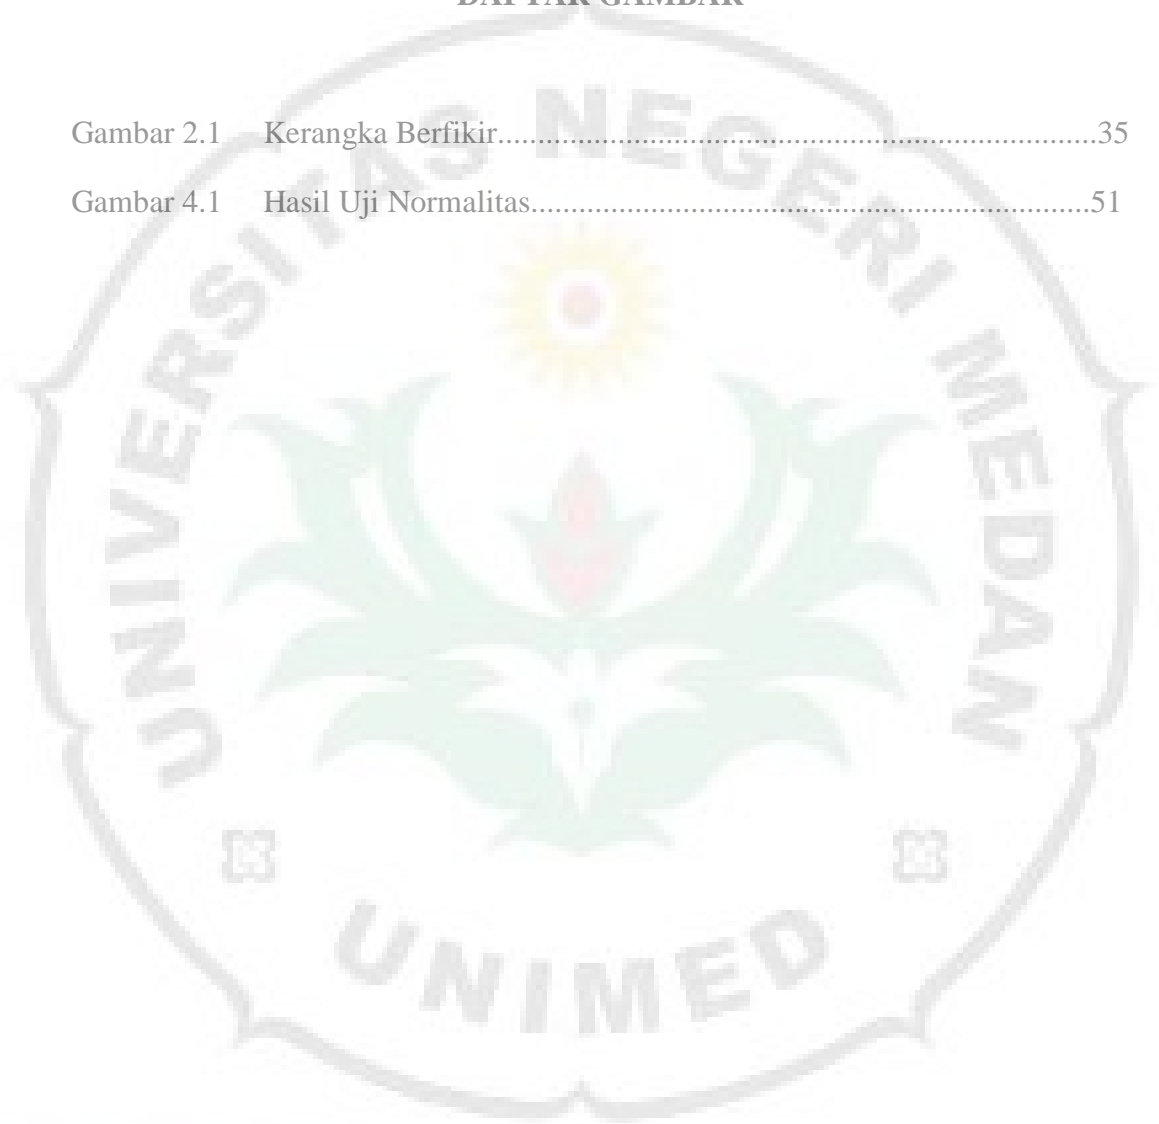 DAFTAR GAMBAR
Gambar 2.1 Kerangka Berfikir..........................................................................35
Gambar 4.1 Hasil Uji Normalitas.....................................................................51
UNIVERSITAS NEGERI MEDAN
UNIMED